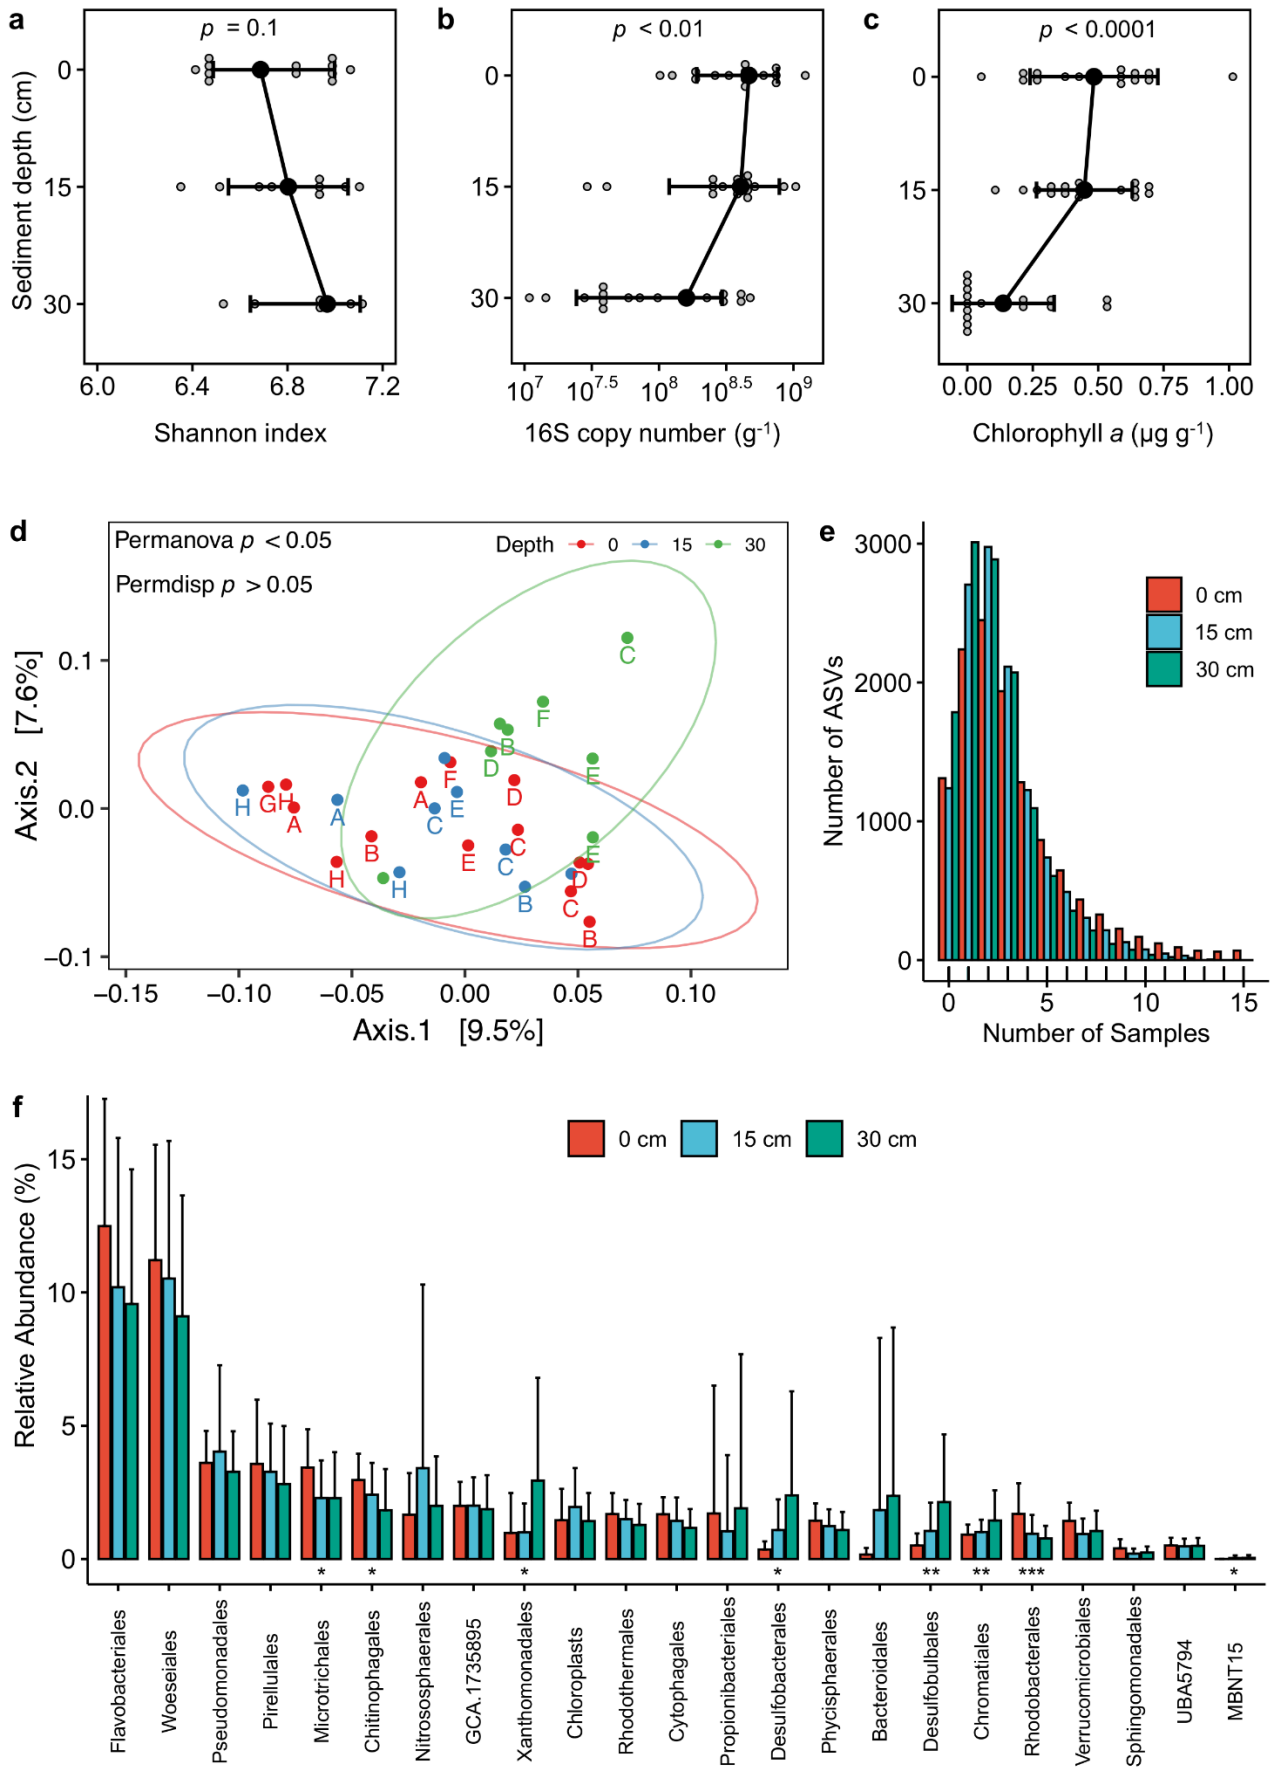 a
p = 0.1
Sediment depth (cm)
0
15
30
6.0 6.4 6.8 7.2
Shannon index
b
p < 0.01
0
15
30
10^7 10^7.5 10^8 10^8.5 10^9
16S copy number (g⁻¹)
c
p < 0.0001
0
15
30
0.00 0.25 0.50 0.75 1.00
Chlorophyll a (µg g⁻¹)
d
Permanova p < 0.05
Permdisp p > 0.05
Depth 0 15 30
Axis.2 [7.6%]
0.1
0.0
−0.1
C
F
B
D
E
F
H
G
H
A
A
A
E
C
D
B
E
C
C
E
H
H
B
D
C
B
−0.15 −0.10 −0.05 0.00 0.05 0.10
Axis.1 [9.5%]
e
Number of ASVs
3000
2000
1000
0
0 cm
15 cm
30 cm
0 5 10 15
Number of Samples
f
0 cm 15 cm 30 cm
Relative Abundance (%)
15
10
5
0
* * * * ** ** *** *
Flavobacteriales
Woeseiales
Pseudomonadales
Pirellulales
Microtrichales
Chitinophagales
Nitrososphaerales
GCA.1735895
Xanthomonadales
Chloroplasts
Rhodothermales
Cytophagales
Propionibacteriales
Desulfobacterales
Phycisphaerales
Bacteroidales
Desulfobulbales
Chromatiales
Rhodobacterales
Verrucomicrobiales
Sphingomonadales
UBA5794
MBNT15